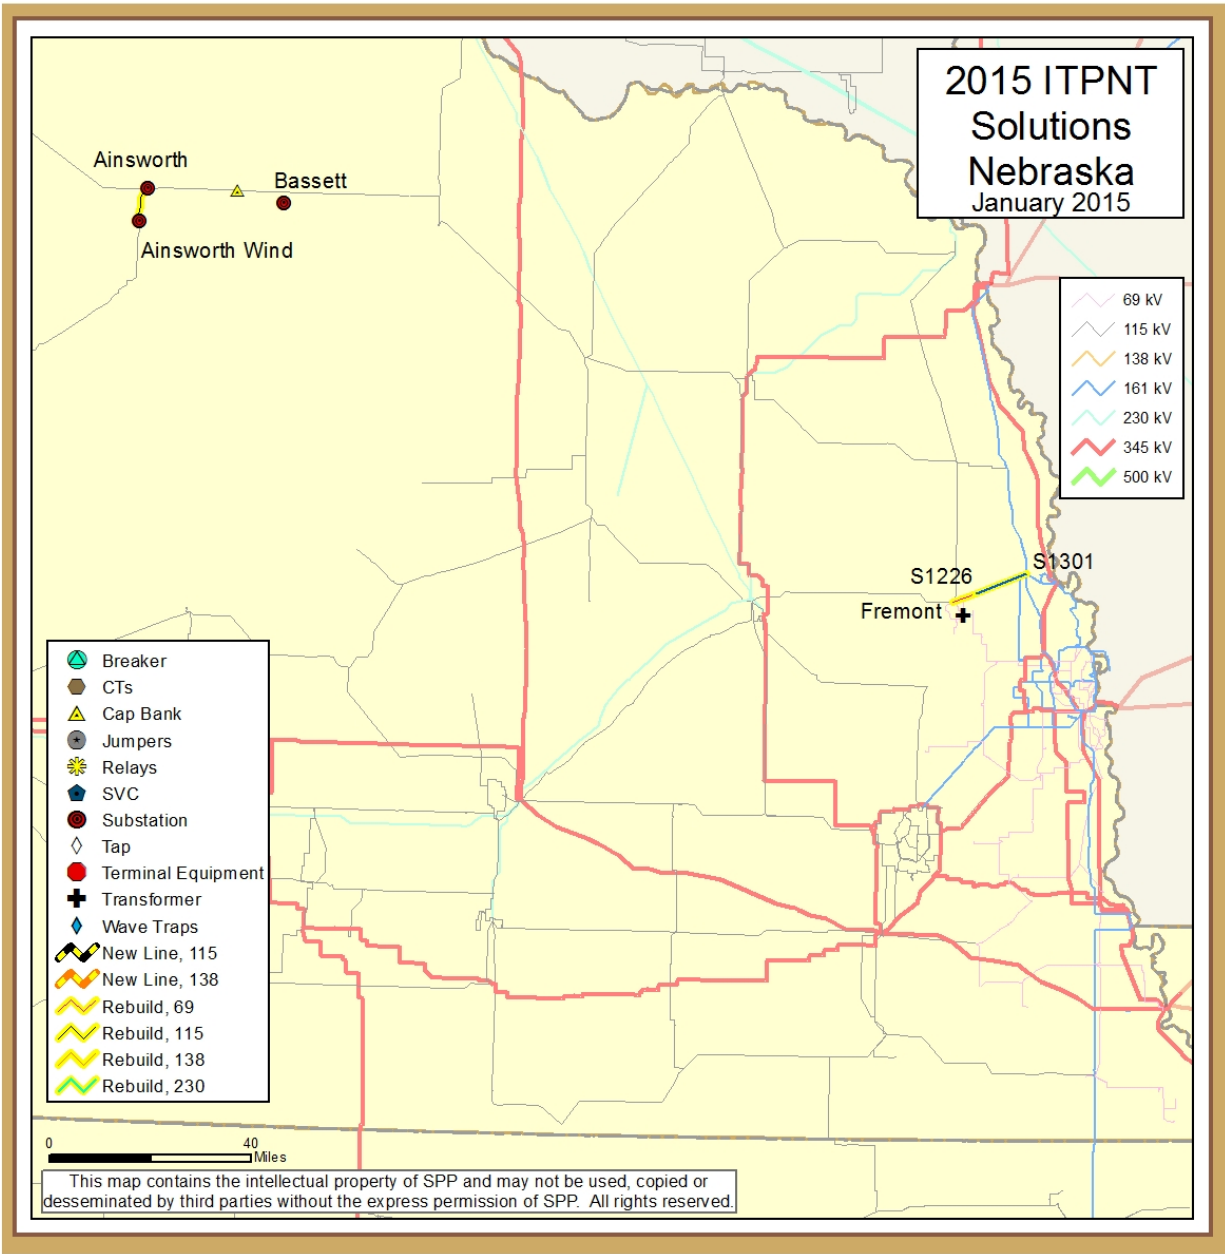 2015 ITPNT
Solutions
Nebraska
January 2015
Ainsworth
Bassett
Ainsworth Wind
69 kV
115 kV
138 kV
161 kV
230 kV
345 kV
500 kV
S1301
S1226
Fremont
Breaker
CTs
Cap Bank
Jumpers
Relays
SVC
Substation
Tap
Terminal Equipment
Transformer
Wave Traps
New Line, 115
New Line, 138
Rebuild, 69
Rebuild, 115
Rebuild, 138
Rebuild, 230
0 40
Miles
This map contains the intellectual property of SPP and may not be used, copied or
desseminated by third parties without the express permission of SPP. All rights reserved.